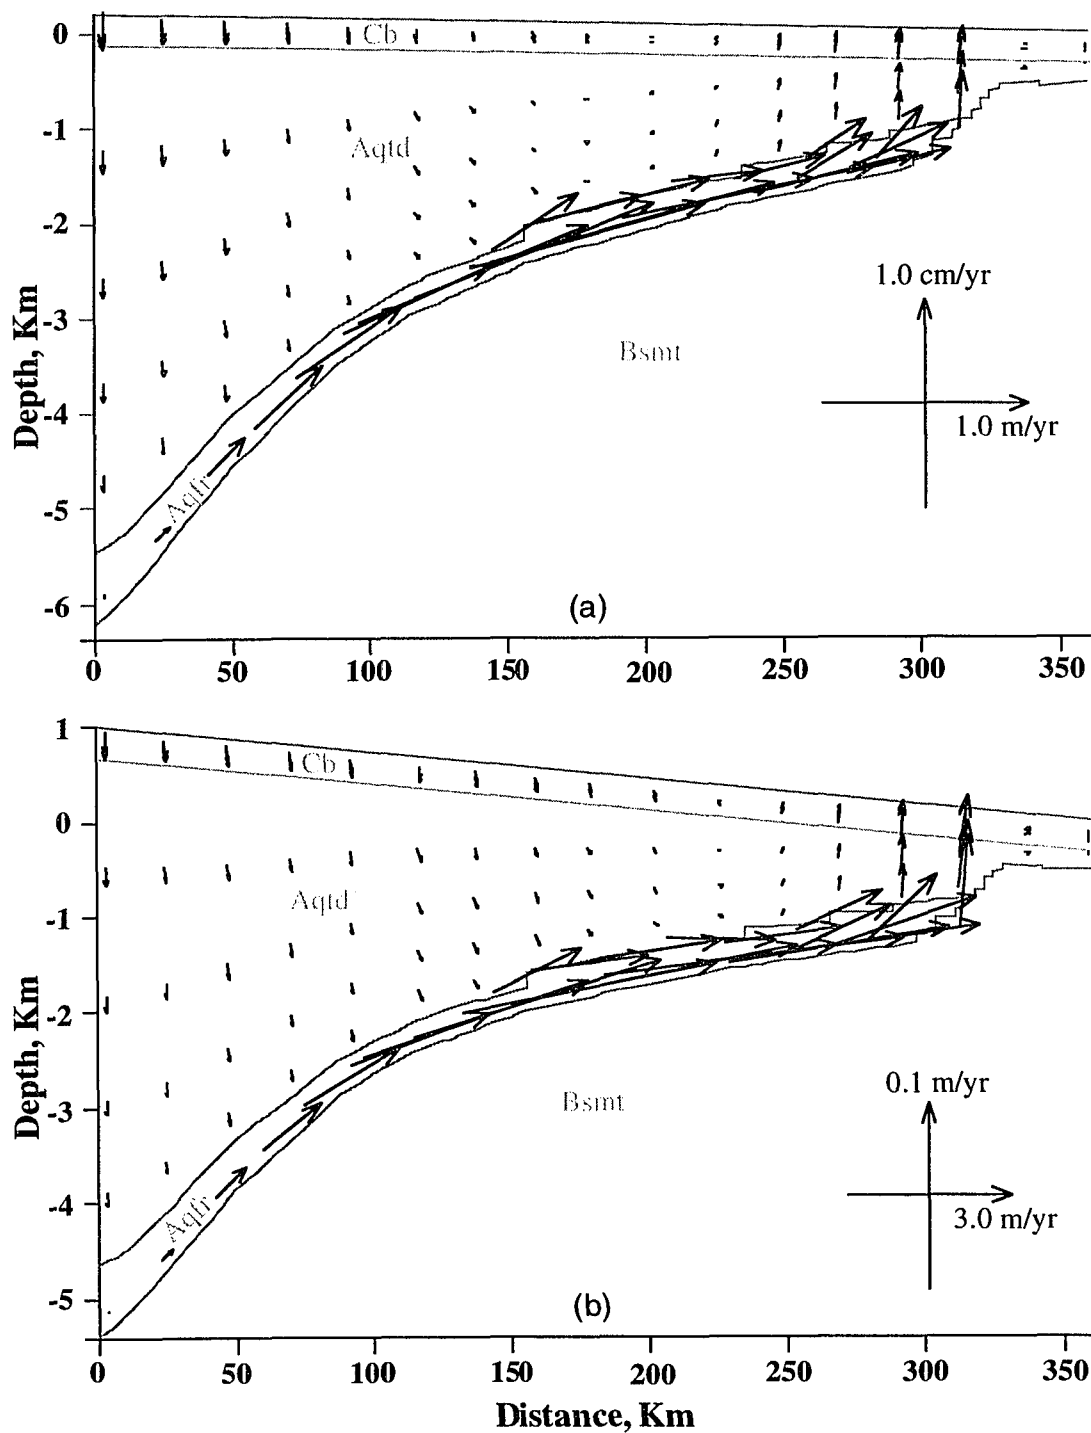 0
Cb
-1
Aqtd
-2
1.0 cm/yr
-3
Depth, Km
Bsmt
-4
1.0 m/yr
Aqfr
-5
-6
(a)
0 50 100 150 200 250 300 350
1
Cb
0
Aqtd
-1
-2
Depth, Km
0.1 m/yr
Bsmt
-3
3.0 m/yr
-4
Aqfr
-5
(b)
0 50 100 150 200 250 300 350
Distance, Km